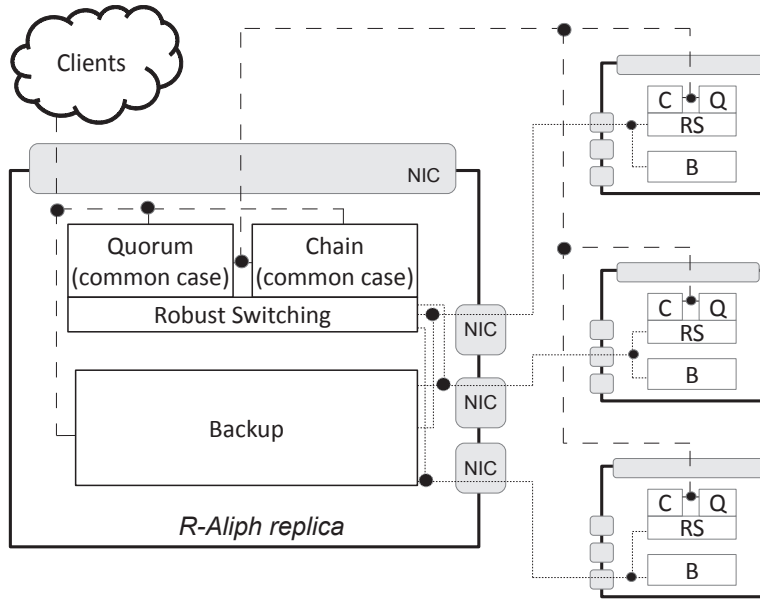 Clients
NIC
Quorum
(common case)
Chain
(common case)
Robust Switching
NIC
Backup
NIC
NIC
R-Aliph replica
C Q
RS
B
C Q
RS
B
C Q
RS
B